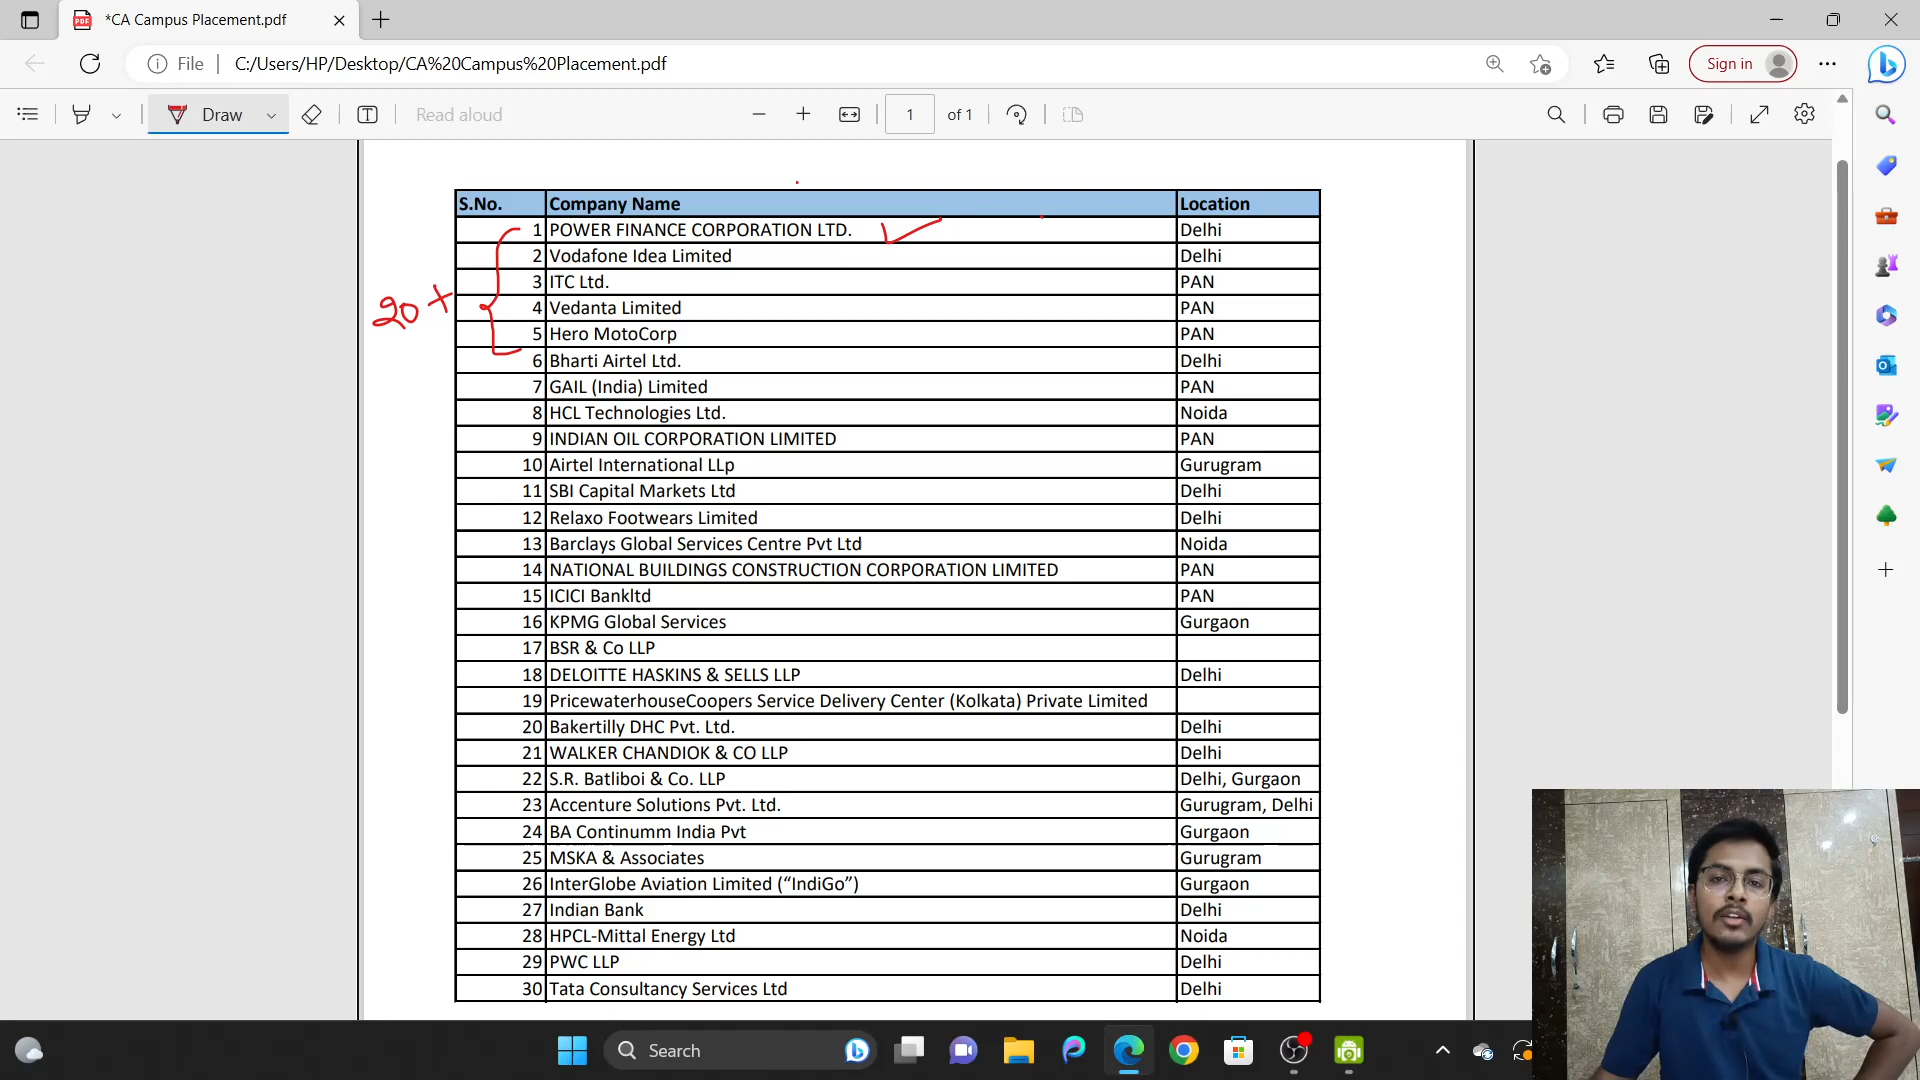 *CA Campus Placement.pdf
File C:/Users/HP/Desktop/CA%20Campus%20Placement.pdf
Sign in
Draw
Read aloud
1 of 1
S.No. Company Name Location
1 POWER FINANCE CORPORATION LTD. Delhi
2 Vodafone Idea Limited Delhi
3 ITC Ltd. PAN
20+
4 Vedanta Limited PAN
5 Hero MotoCorp PAN
6 Bharti Airtel Ltd. Delhi
7 GAIL (India) Limited PAN
8 HCL Technologies Ltd. Noida
9 INDIAN OIL CORPORATION LIMITED PAN
10 Airtel International LLp Gurugram
11 SBI Capital Markets Ltd Delhi
12 Relaxo Footwears Limited Delhi
13 Barclays Global Services Centre Pvt Ltd Noida
14 NATIONAL BUILDINGS CONSTRUCTION CORPORATION LIMITED PAN
15 ICICI Bankltd PAN
16 KPMG Global Services Gurgaon
17 BSR & Co LLP
18 DELOITTE HASKINS & SELLS LLP Delhi
19 PricewaterhouseCoopers Service Delivery Center (Kolkata) Private Limited
20 Bakertilly DHC Pvt. Ltd. Delhi
21 WALKER CHANDIOK & CO LLP Delhi
22 S.R. Batliboi & Co. LLP Delhi, Gurgaon
23 Accenture Solutions Pvt. Ltd. Gurugram, Delhi
24 BA Continumm India Pvt Gurgaon
25 MSKA & Associates Gurugram
26 InterGlobe Aviation Limited (“IndiGo”) Gurgaon
27 Indian Bank Delhi
28 HPCL-Mittal Energy Ltd Noida
29 PWC LLP Delhi
30 Tata Consultancy Services Ltd Delhi
Search